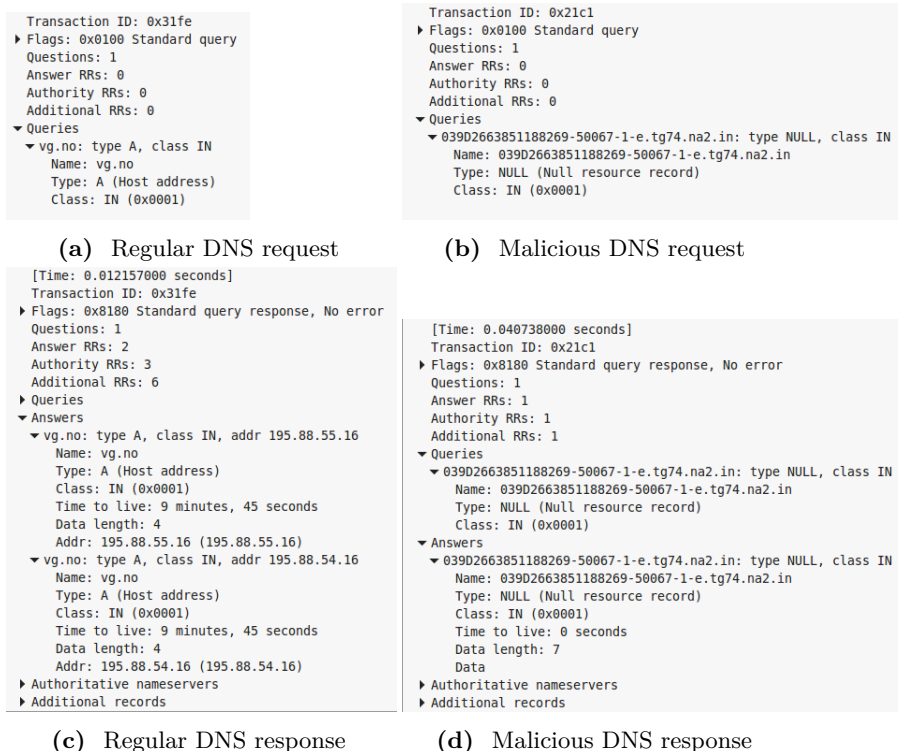 Transaction ID: 0x31fe
Flags: 0x0100 Standard query
Questions: 1
Answer RRs: 0
Authority RRs: 0
Additional RRs: 0
Queries
vg.no: type A, class IN
Name: vg.no
Type: A (Host address)
Class: IN (0x0001)
(a) Regular DNS request
Transaction ID: 0x21c1
Flags: 0x0100 Standard query
Questions: 1
Answer RRs: 0
Authority RRs: 0
Additional RRs: 0
Queries
039D2663851188269-50067-1-e.tg74.na2.in: type NULL, class IN
Name: 039D2663851188269-50067-1-e.tg74.na2.in
Type: NULL (Null resource record)
Class: IN (0x0001)
(b) Malicious DNS request
[Time: 0.012157000 seconds]
Transaction ID: 0x31fe
Flags: 0x8180 Standard query response, No error
Questions: 1
Answer RRs: 2
Authority RRs: 3
Additional RRs: 6
Queries
Answers
vg.no: type A, class IN, addr 195.88.55.16
Name: vg.no
Type: A (Host address)
Class: IN (0x0001)
Time to live: 9 minutes, 45 seconds
Data length: 4
Addr: 195.88.55.16 (195.88.55.16)
vg.no: type A, class IN, addr 195.88.54.16
Name: vg.no
Type: A (Host address)
Class: IN (0x0001)
Time to live: 9 minutes, 45 seconds
Data length: 4
Addr: 195.88.54.16 (195.88.54.16)
Authoritative nameservers
Additional records
(c) Regular DNS response
[Time: 0.040738000 seconds]
Transaction ID: 0x21c1
Flags: 0x8180 Standard query response, No error
Questions: 1
Answer RRs: 1
Authority RRs: 1
Additional RRs: 1
Queries
039D2663851188269-50067-1-e.tg74.na2.in: type NULL, class IN
Name: 039D2663851188269-50067-1-e.tg74.na2.in
Type: NULL (Null resource record)
Class: IN (0x0001)
Answers
039D2663851188269-50067-1-e.tg74.na2.in: type NULL, class IN
Name: 039D2663851188269-50067-1-e.tg74.na2.in
Type: NULL (Null resource record)
Class: IN (0x0001)
Time to live: 0 seconds
Data length: 7
Data
Authoritative nameservers
Additional records
(d) Malicious DNS response